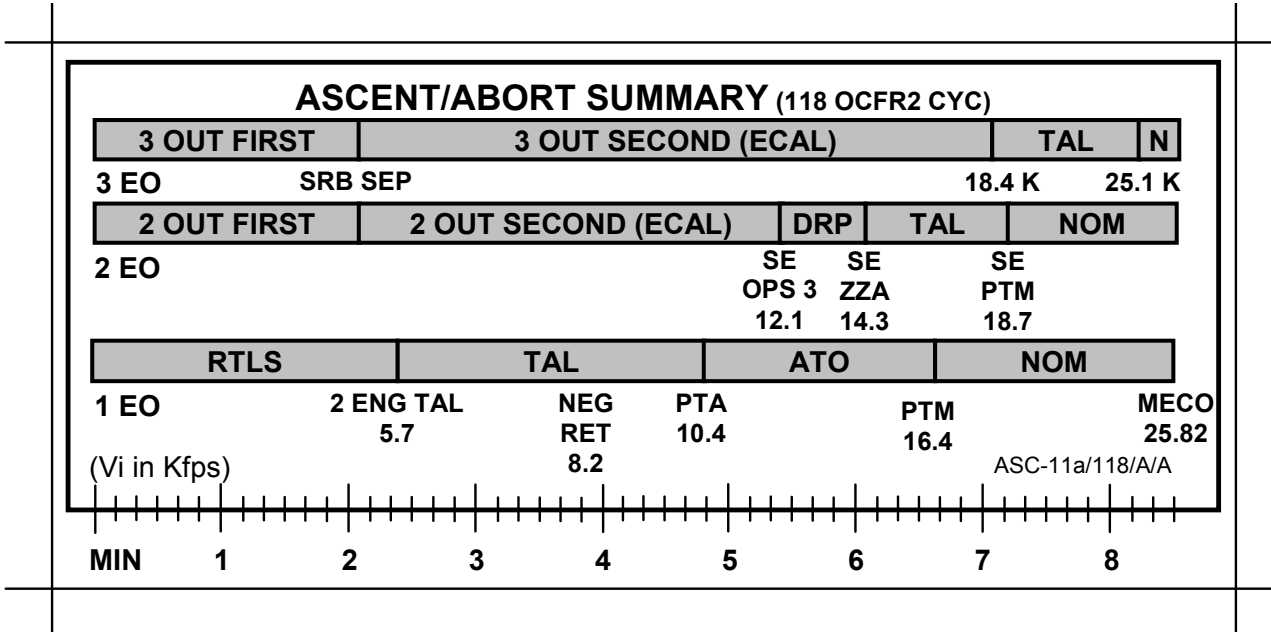 ASCENT/ABORT SUMMARY (118 OCFR2 CYC)
3 OUT FIRST 3 OUT SECOND (ECAL) TAL N
3 EO SRB SEP 18.4 K 25.1 K
2 OUT FIRST 2 OUT SECOND (ECAL) DRP TAL NOM
2 EO SE SE SE
OPS 3 ZZA PTM
12.1 14.3 18.7
RTLS TAL ATO NOM
1 EO 2 ENG TAL NEG PTA PTM MECO
5.7 RET 10.4 16.4 25.82
(Vi in Kfps) 8.2 ASC-11a/118/A/A
MIN 1 2 3 4 5 6 7 8